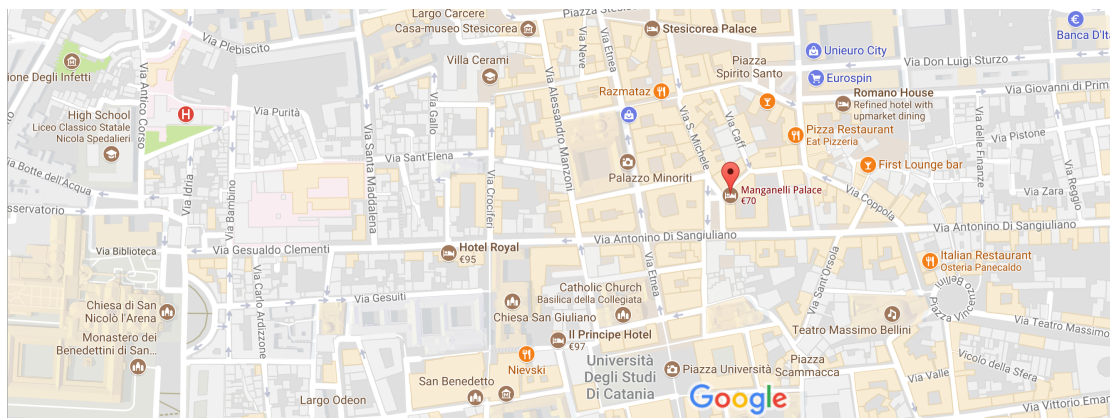 Largo Carcere
Casa-museo Stesicorea
Piazza Stesic
Stesicorea Palace
Banca D'Ita
Via Plebiscito
Via Neve
Via Etnea
Unieuro City
Piazza
Spirito Santo
Via Don Luigi Sturzo
ione Degli Infetti
Villa Cerami
Eurospin
Via Antico Corso
Razmataz
Romano House
Refined hotel with
upmarket dining
Via Giovanni di Prim
High School
Liceo Classico Statale
Nicola Spedalieri
H
Via Purità
Via Gallo
Via Alessandro Manzoni
Via S. Michele
Via Caff
Pizza Restaurant
Eat Pizzeria
Via delle Finanze
Via Pistone
Via Santa Maddalena
Via Sant'Elena
Palazzo Minoriti
First Lounge bar
ia Botte dell'Acqua
Via Idria
Via Bambino
Via Crociferi
Manganelli Palace
€70
Via Coppola
Via Zara
Via Reggio
Osservatorio
Via Biblioteca
Via Gesualdo Clementi
Hotel Royal
€95
Via Antonino Di Sangiuliano
Via Antonino Di Sangiuliano
Italian Restaurant
Osteria Panecaldo
Via Carlo Ardizzone
Via Gesuiti
Catholic Church
Basilica della Collegiata
Via Etnea
Via Sant'Orsola
Chiesa di San
Nicolò l'Arena
Chiesa San Giuliano
Piazza Vincenzo Bellini
Monastero dei
Benedettini di San...
Il Principe Hotel
€97
Teatro Massimo Bellini
Via Teatro Massimo
Nievski
Università
Degli Studi
Di Catania
Piazza Università
Piazza
Scammacca
Vicolo della Sfera
San Benedetto
Via Valle
Largo Odeon
Google
Via Vittorio Eman